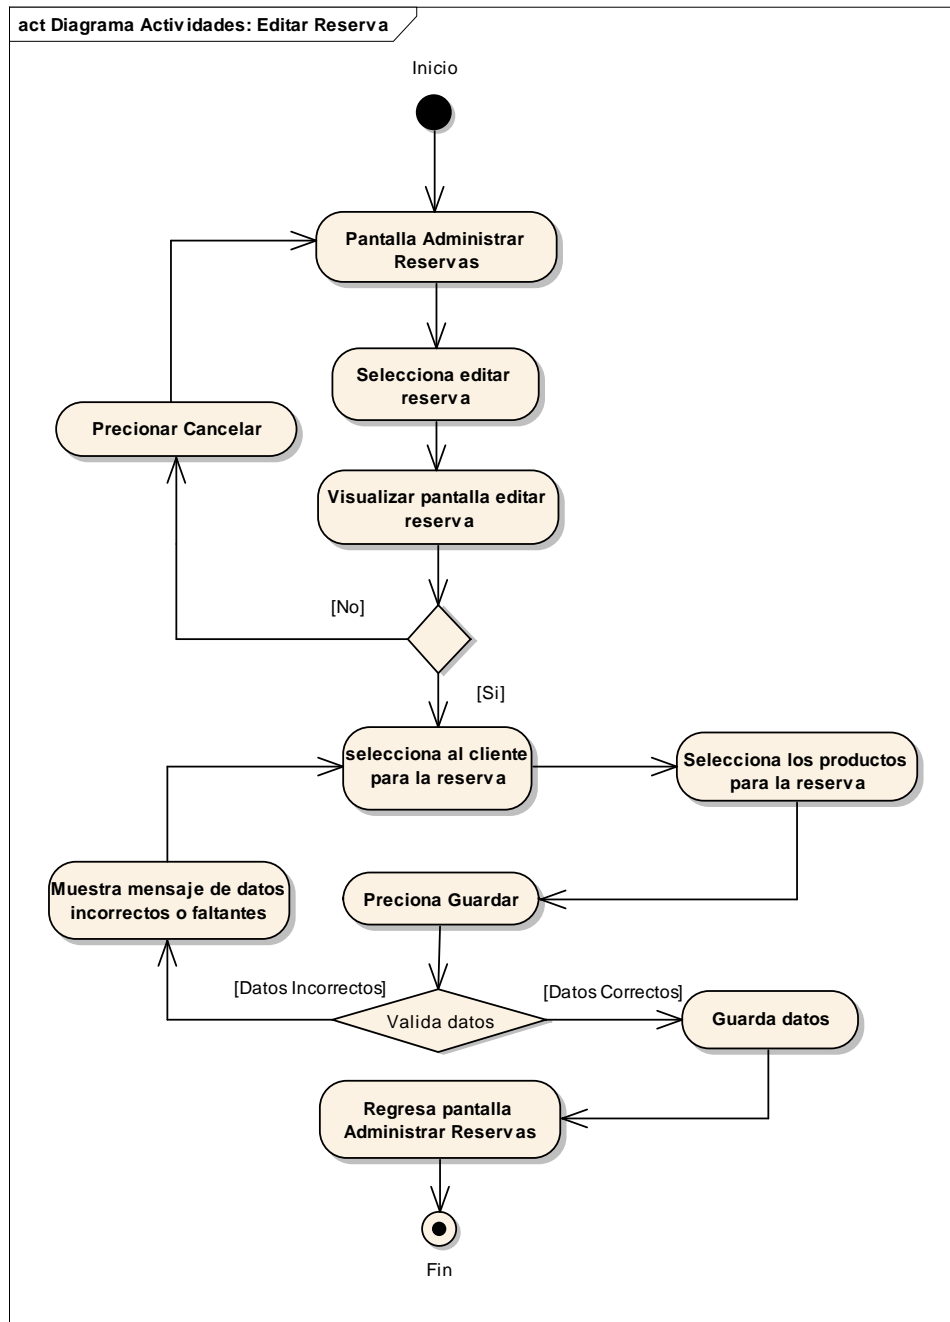 act Diagrama Actividades: Editar Reserva
Inicio
Pantalla Administrar
Reservas
Selecciona editar
reserva
Precionar Cancelar
Visualizar pantalla editar
reserva
[No]
[Si]
selecciona al cliente
para la reserva
Selecciona los productos
para la reserva
Muestra mensaje de datos
incorrectos o faltantes
Preciona Guardar
[Datos Incorrectos]
[Datos Correctos]
Valida datos
Guarda datos
Regresa pantalla
Administrar Reservas
Fin